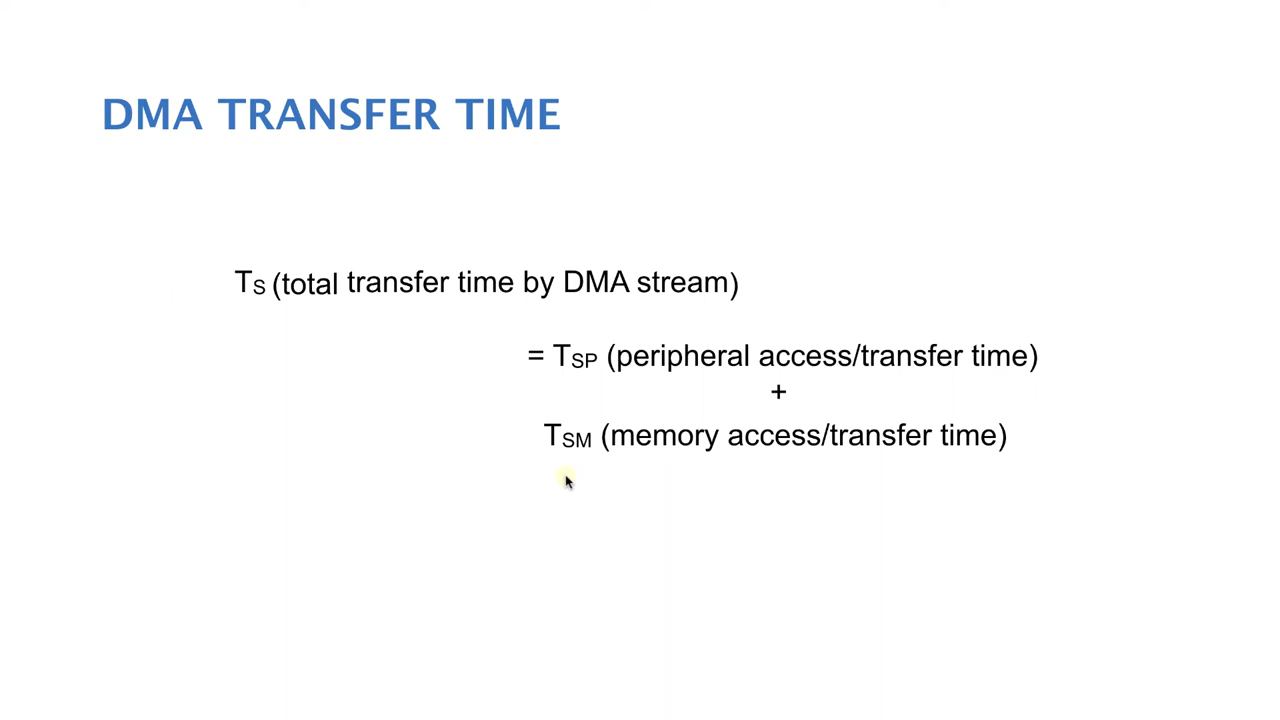 DMA TRANSFER TIME
TS (total transfer time by DMA stream)
= TSP (peripheral access/transfer time)
+
TSM (memory access/transfer time)